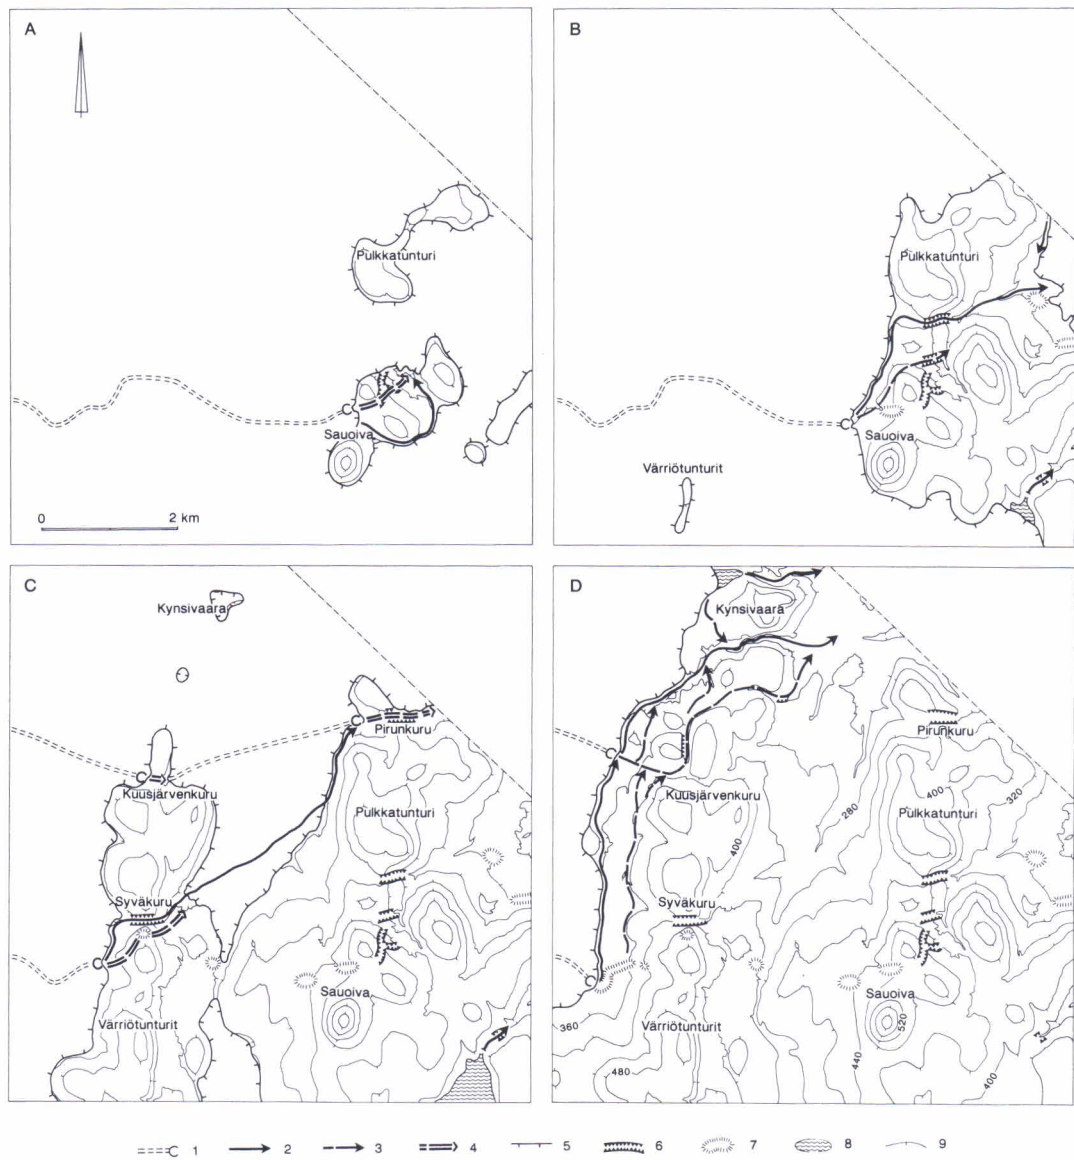 A
Pulkkatunturi
Sauoiva
0 2 km
B
Pulkkatunturi
Sauoiva
Värriötunturit
C
Kynsivaara
Pirunkuru
Kuusjärvenkuru
Pulkkatunturi
Syväkuru
Sauoiva
Värriötunturit
D
Kynsivaara
Pirunkuru
Kuusjärvenkuru
280
400
320
Pulkkatunturi
400
Syväkuru
Sauoiva
360
Värriötunturit
520
440
480
400
1 2 3 4 5 6 7 8 9